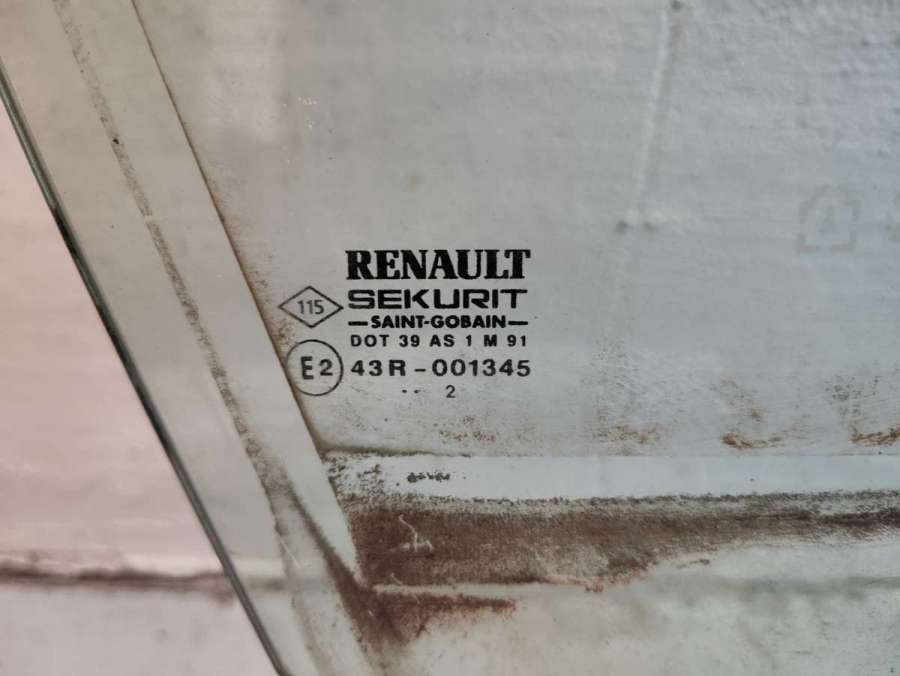 RENAULT
115 SEKURIT
—SAINT-GOBAIN—
DOT 39 AS 1 M 91
E2 43R-001345
·· 2